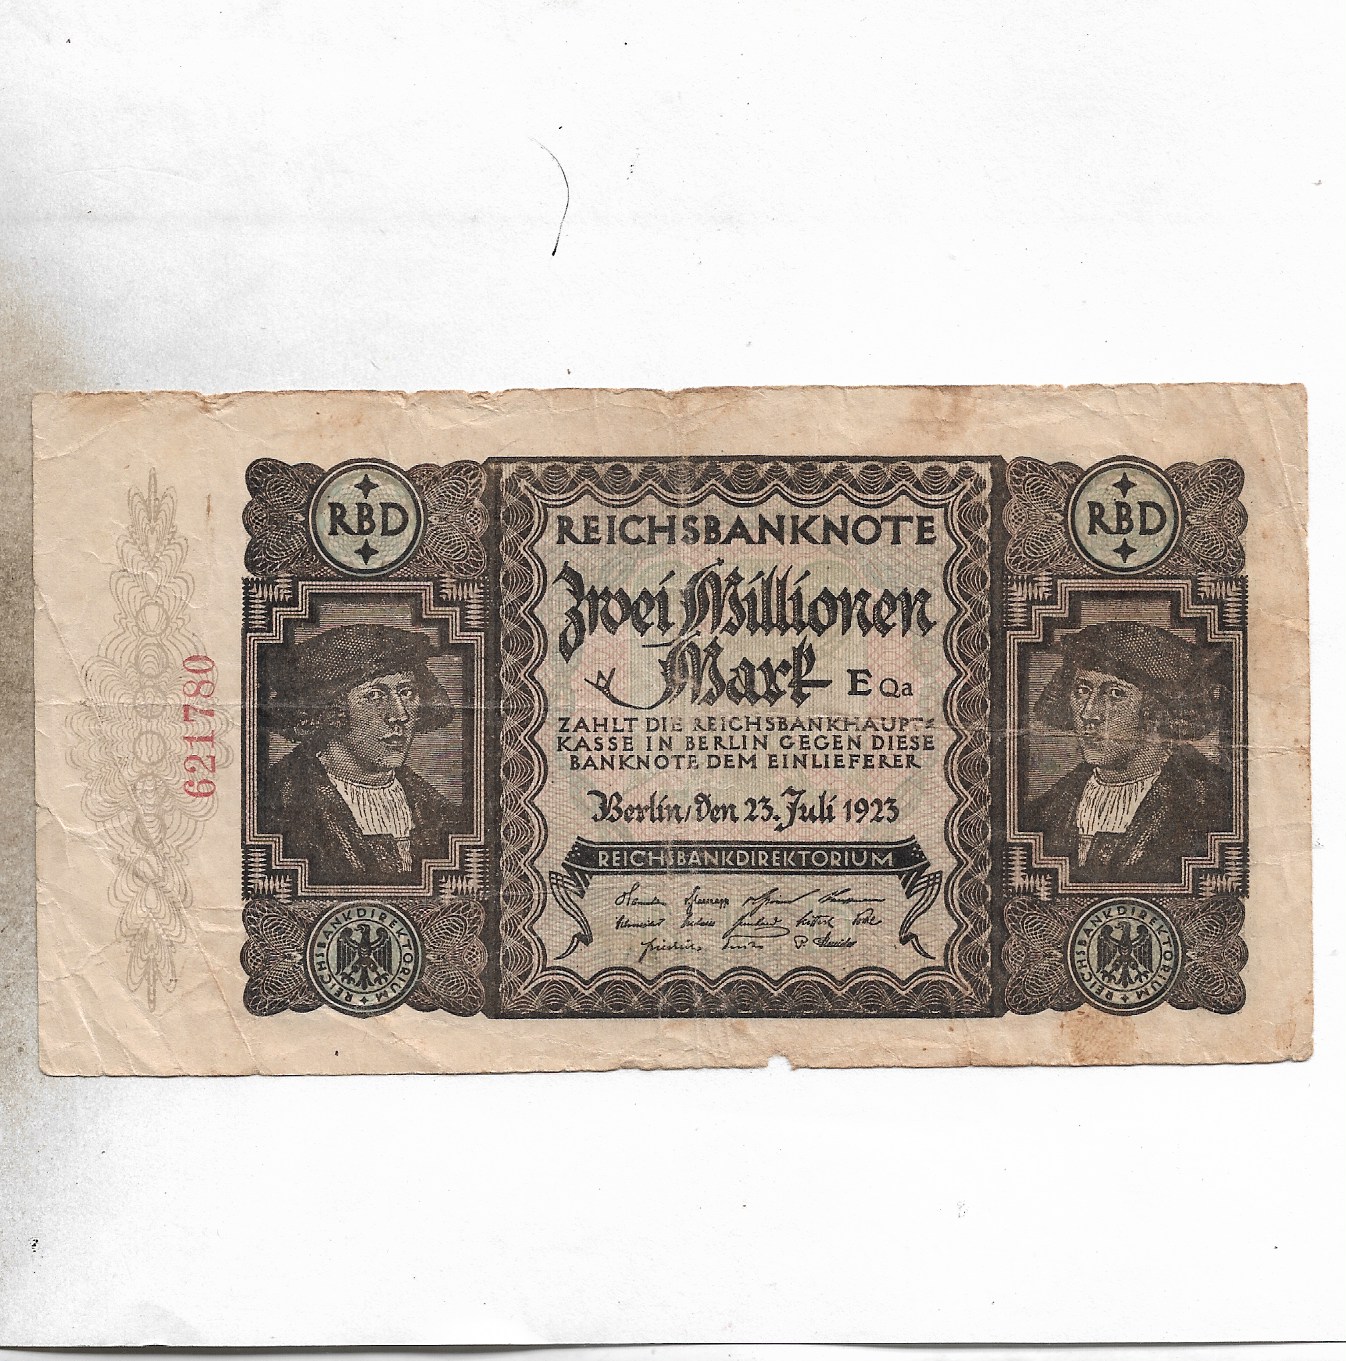 RBD
RBD
REICHSBANKNOTE
Zwei Millionen
Mark E Qa
ZAHLT DIE REICHSBANKHAUPT=
KASSE IN BERLIN GEGEN DIESE
BANKNOTE DEM EINLIEFERER
Berlin, den 23. Juli 1923
REICHSBANKDIREKTORIUM
621780
REICHSBANKDIREKTORIUM
REICHSBANKDIREKTORIUM